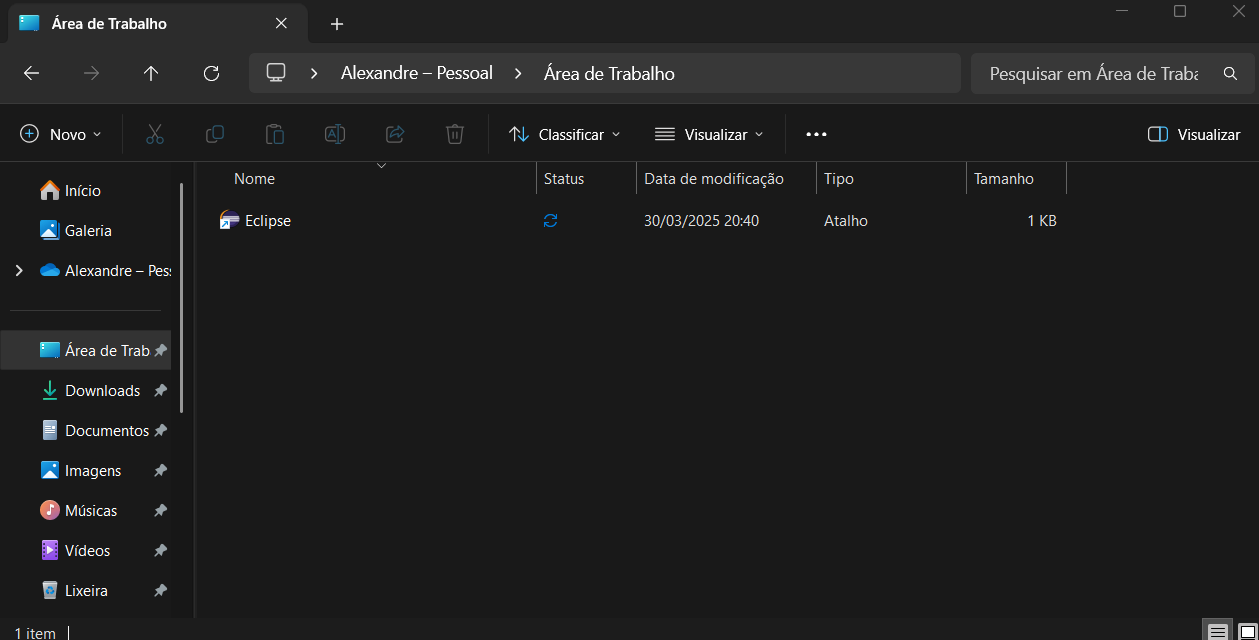 Área de Trabalho
Alexandre – Pessoal Área de Trabalho
Pesquisar em Área de Traba
Novo
Classificar
Visualizar
Visualizar
Nome Status Data de modificação Tipo Tamanho
Eclipse 30/03/2025 20:40 Atalho 1 KB
Início
Galeria
Alexandre – Pess
Área de Trab
Downloads
Documentos
Imagens
Músicas
Vídeos
Lixeira
1 item